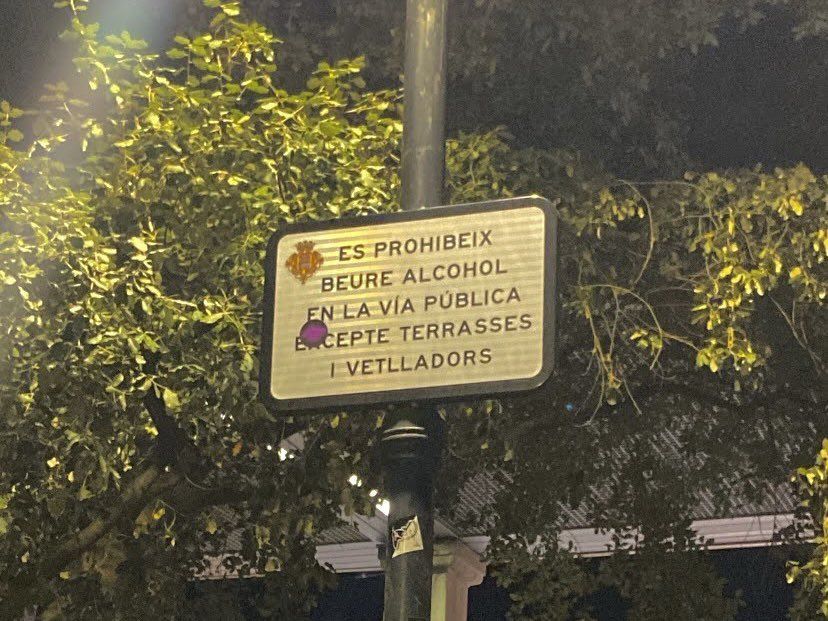 ES PROHIBEIX
BEURE ALCOHOL
EN LA VÍA PÚBLICA
EXCEPTE TERRASSES
I VETLLADORS